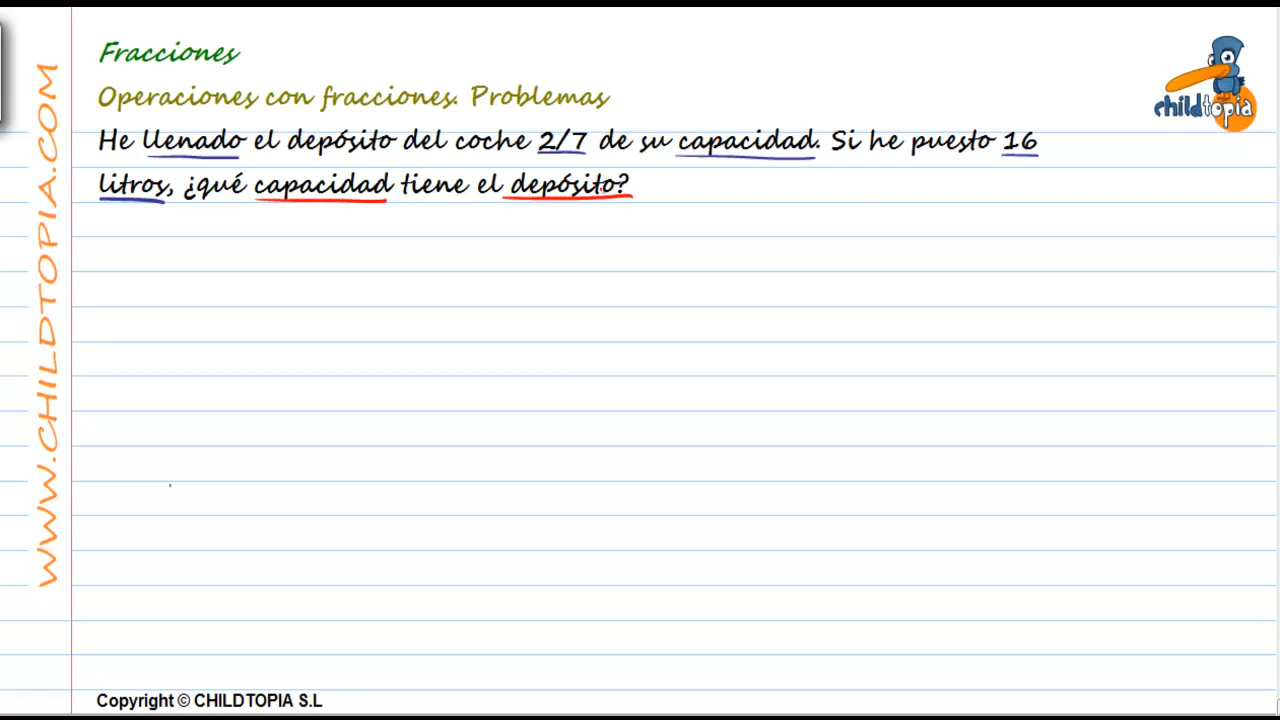 Fracciones
Operaciones con fracciones. Problemas
He llenado el depósito del coche 2/7 de su capacidad. Si he puesto 16
litros, ¿qué capacidad tiene el depósito?
childtopia
WWW.CHILDTOPIA.COM
Copyright © CHILDTOPIA S.L